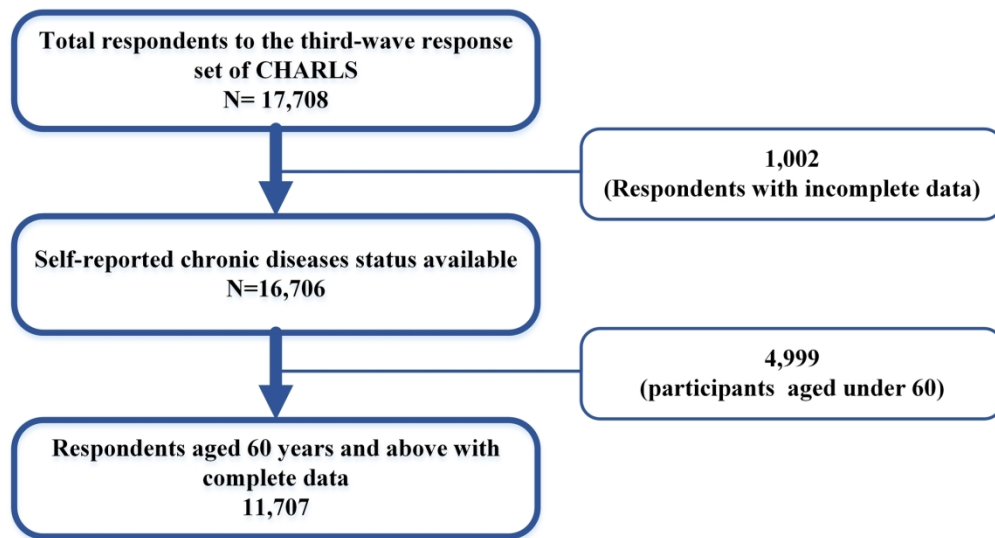 Total respondents to the third-wave response
set of CHARLS
N= 17,708
1,002
(Respondents with incomplete data)
Self-reported chronic diseases status available
N=16,706
4,999
(participants aged under 60)
Respondents aged 60 years and above with
complete data
11,707